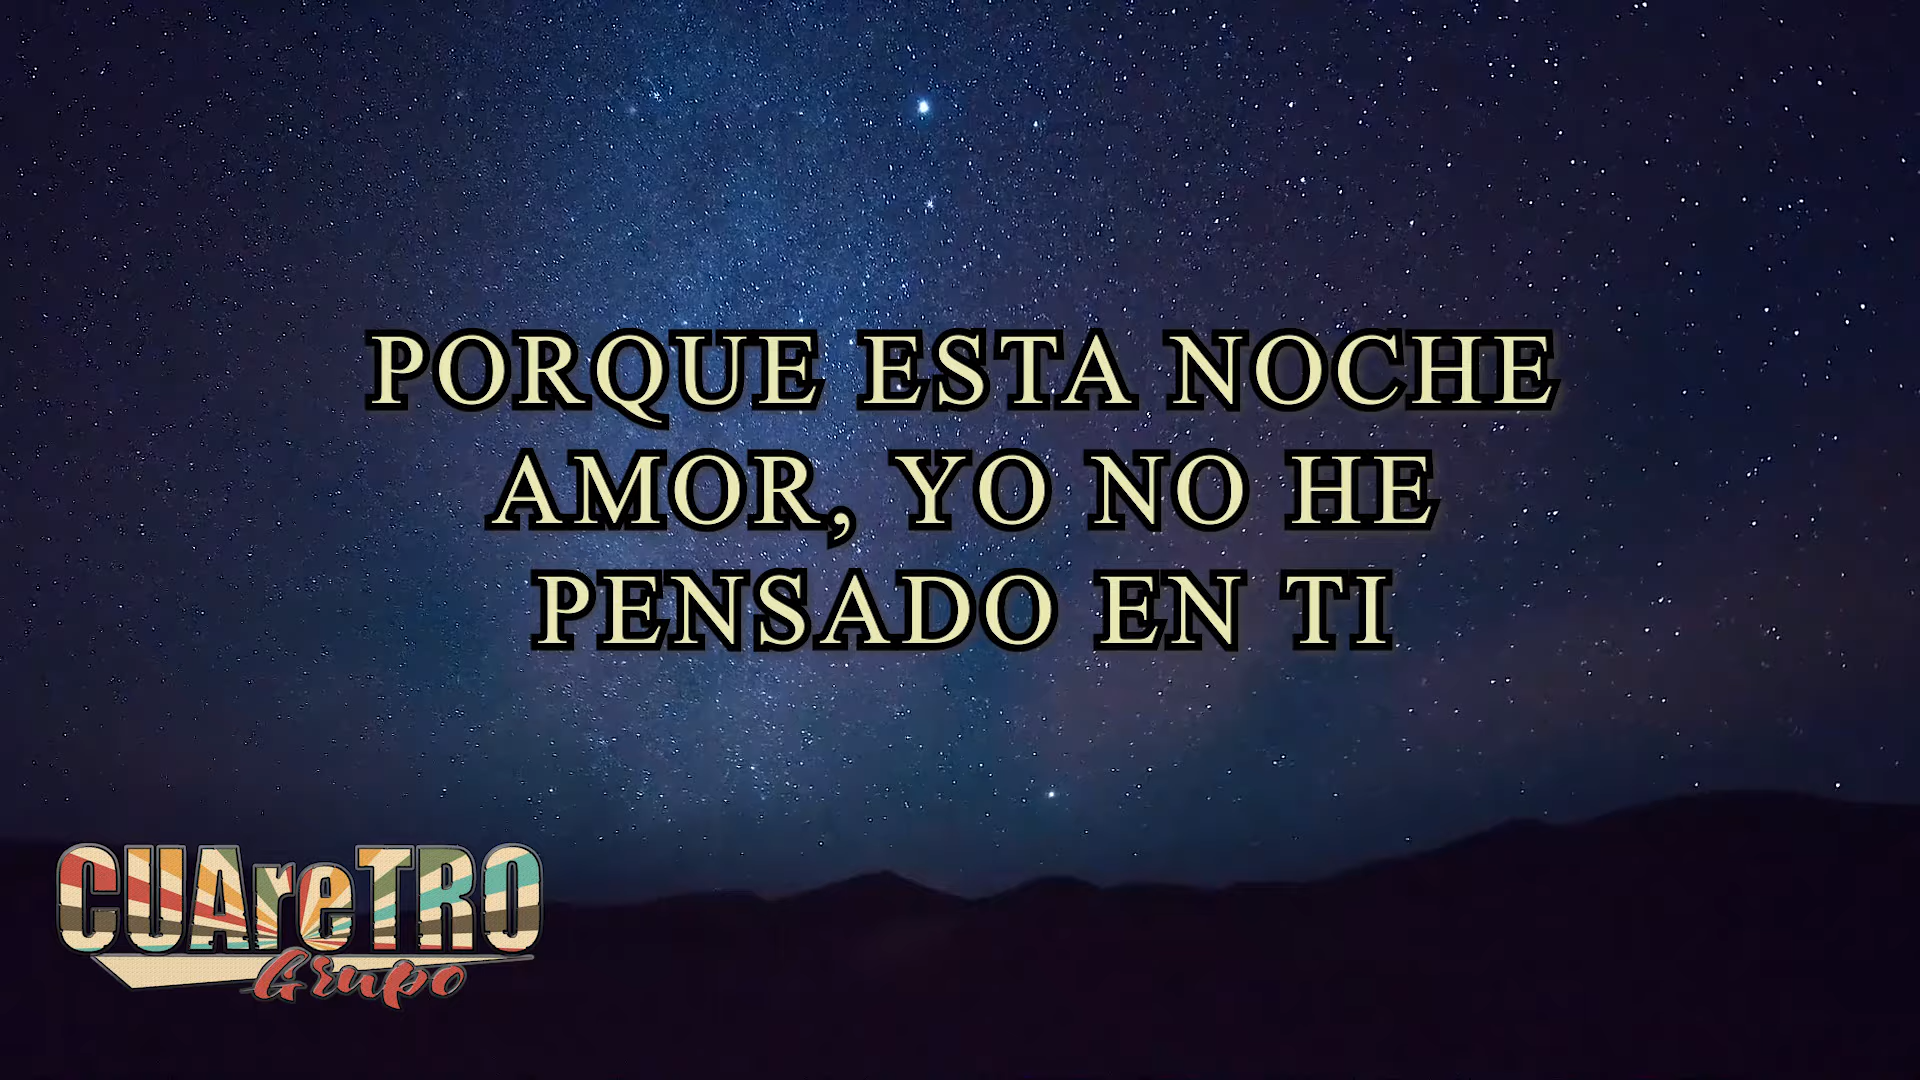 PORQUE ESTA NOCHE
AMOR, YO NO HE
PENSADO EN TI
CUAreTRO
Grupo